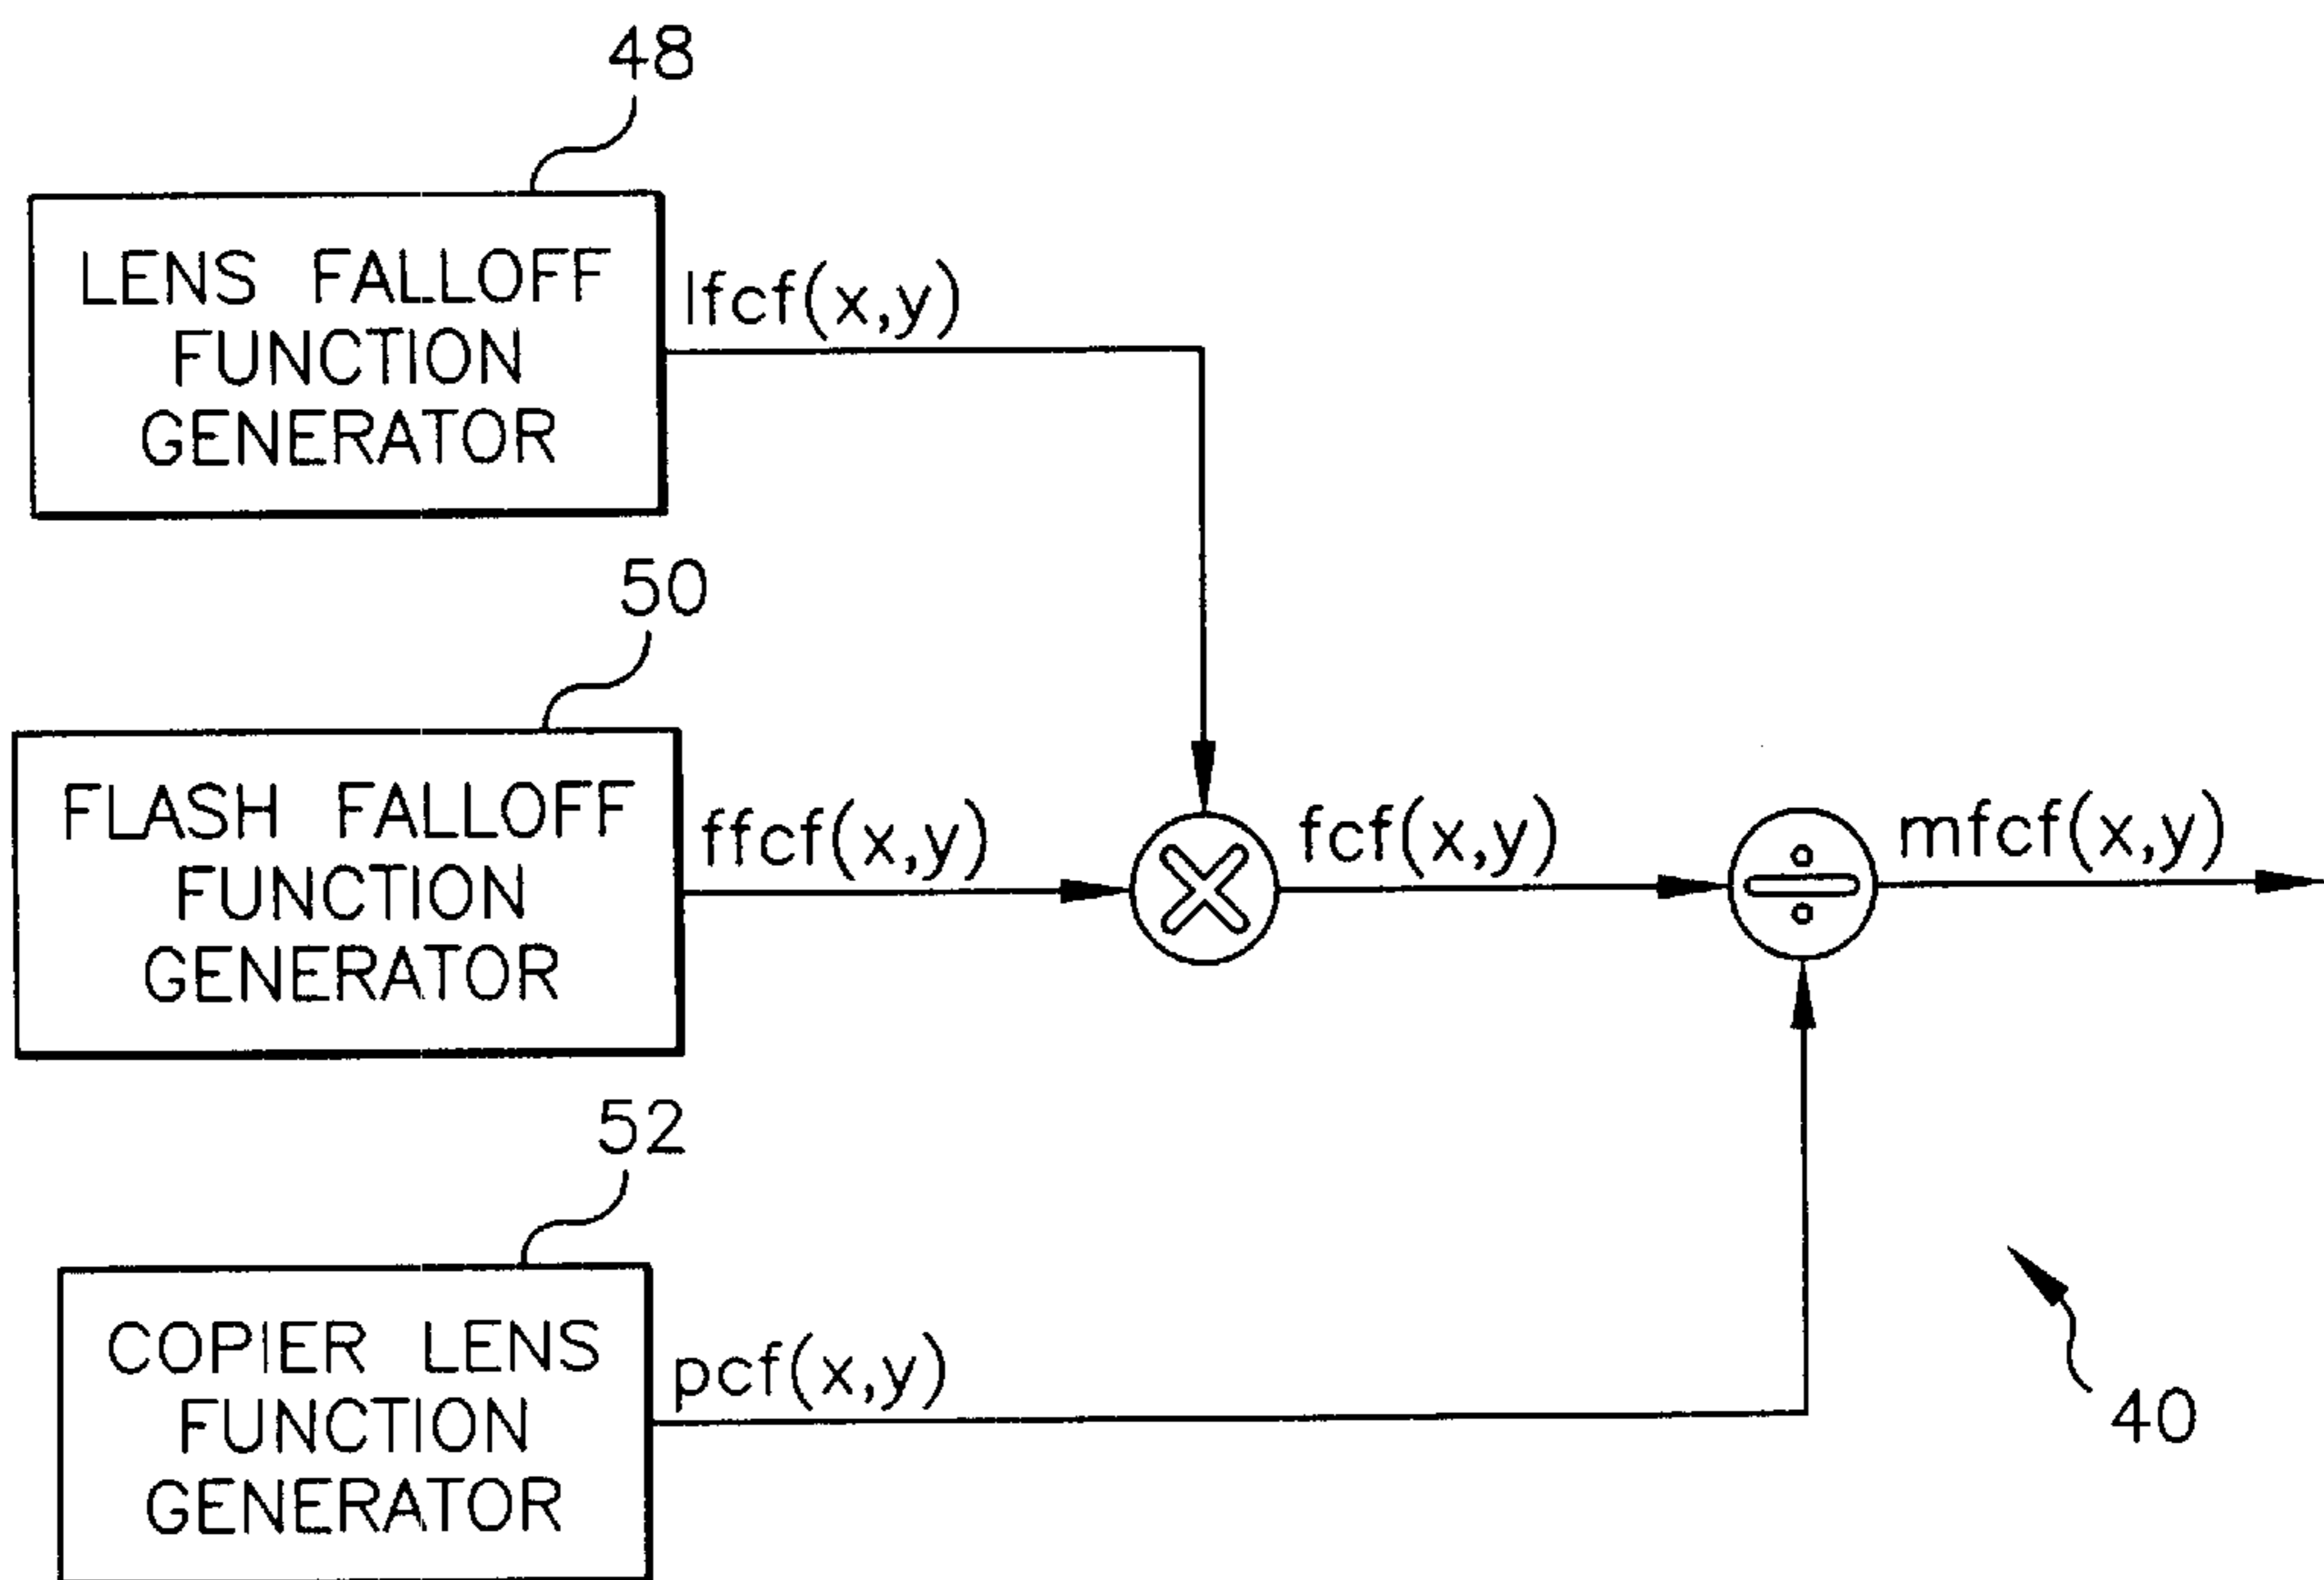 48
LENS FALLOFF
FUNCTION
GENERATOR
lfcf(x,y)
50
FLASH FALLOFF
FUNCTION
GENERATOR
ffcf(x,y)
fcf(x,y)
mfcf(x,y)
52
COPIER LENS
FUNCTION
GENERATOR
pcf(x,y)
40